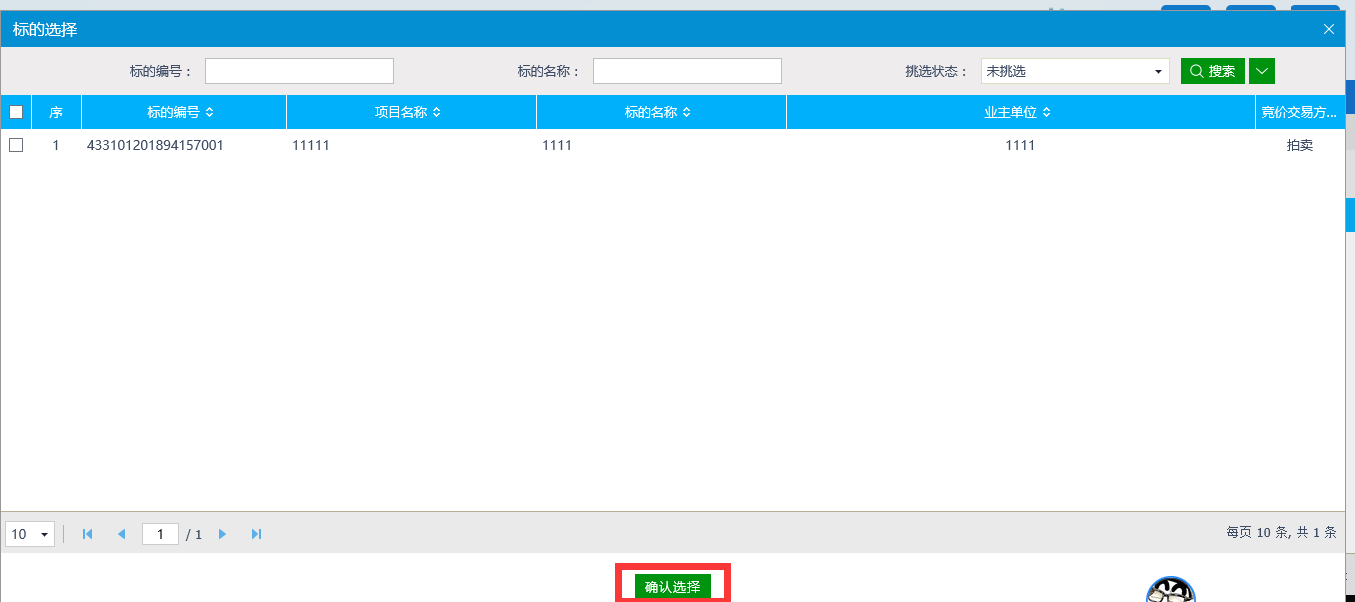 标的选择
标的编号： 标的名称： 挑选状态： 未挑选 搜索
序 标的编号 项目名称 标的名称 业主单位 竞价交易方...
1 433101201894157001 11111 1111 1111 拍卖
10 1 / 1 每页 10 条, 共 1 条
确认选择